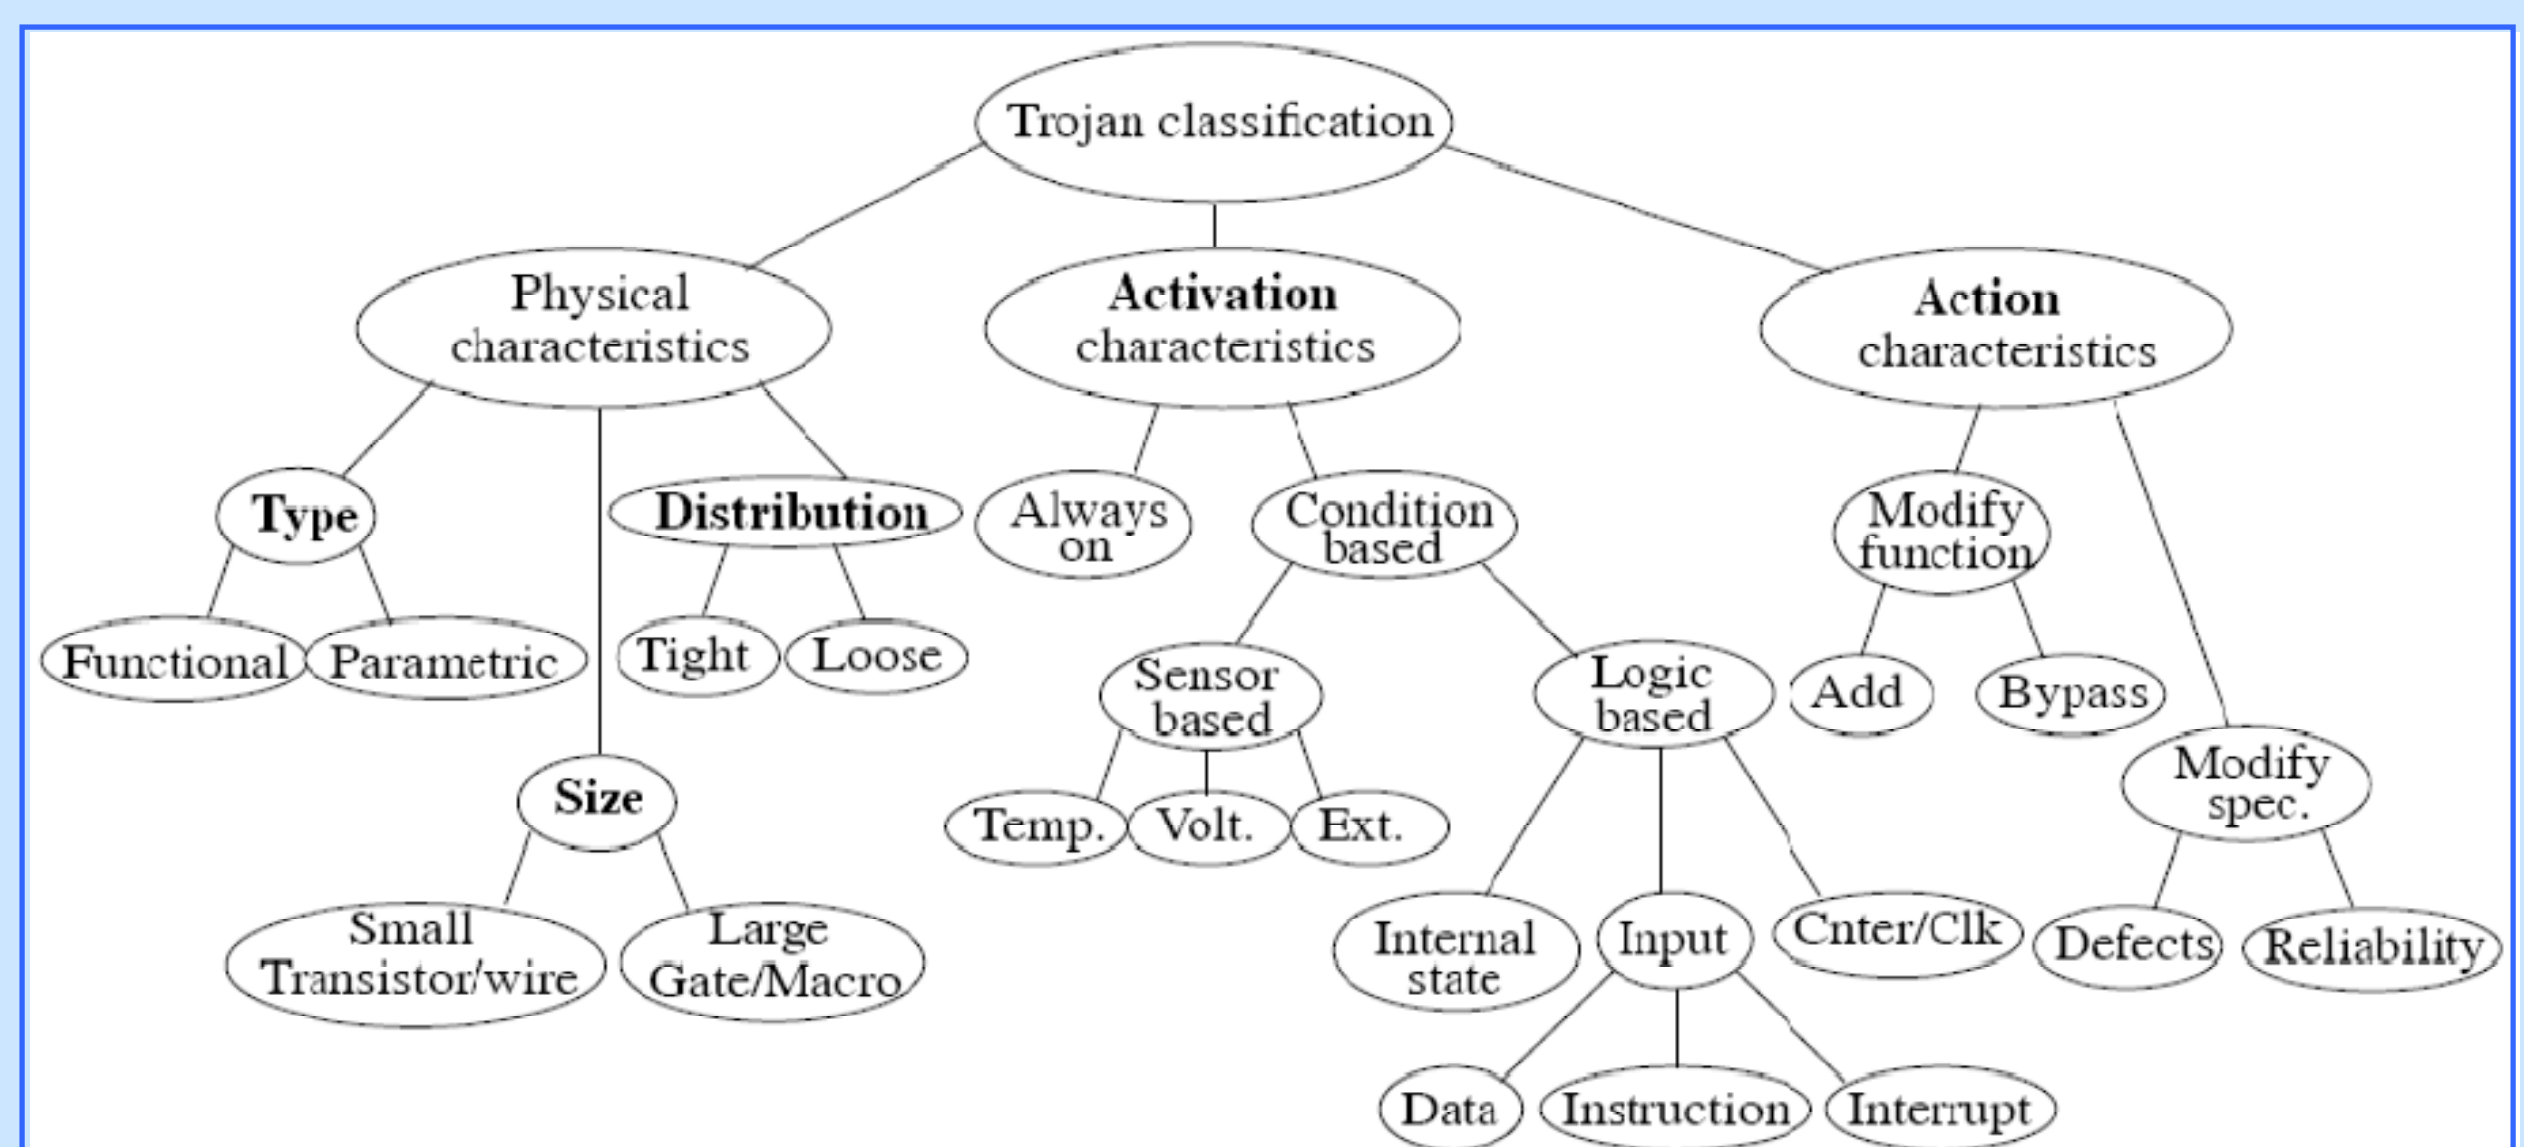 Trojan classification
Physical
characteristics
Activation
characteristics
Action
characteristics
Type
Distribution
Always
on
Condition
based
Modify
function
Functional
Parametric
Tight
Loose
Sensor
based
Logic
based
Add
Bypass
Size
Temp.
Volt.
Ext.
Modify
spec.
Small
Transistor/wire
Large
Gate/Macro
Internal
state
Input
Cnter/Clk
Defects
Reliability
Data
Instruction
Interrupt